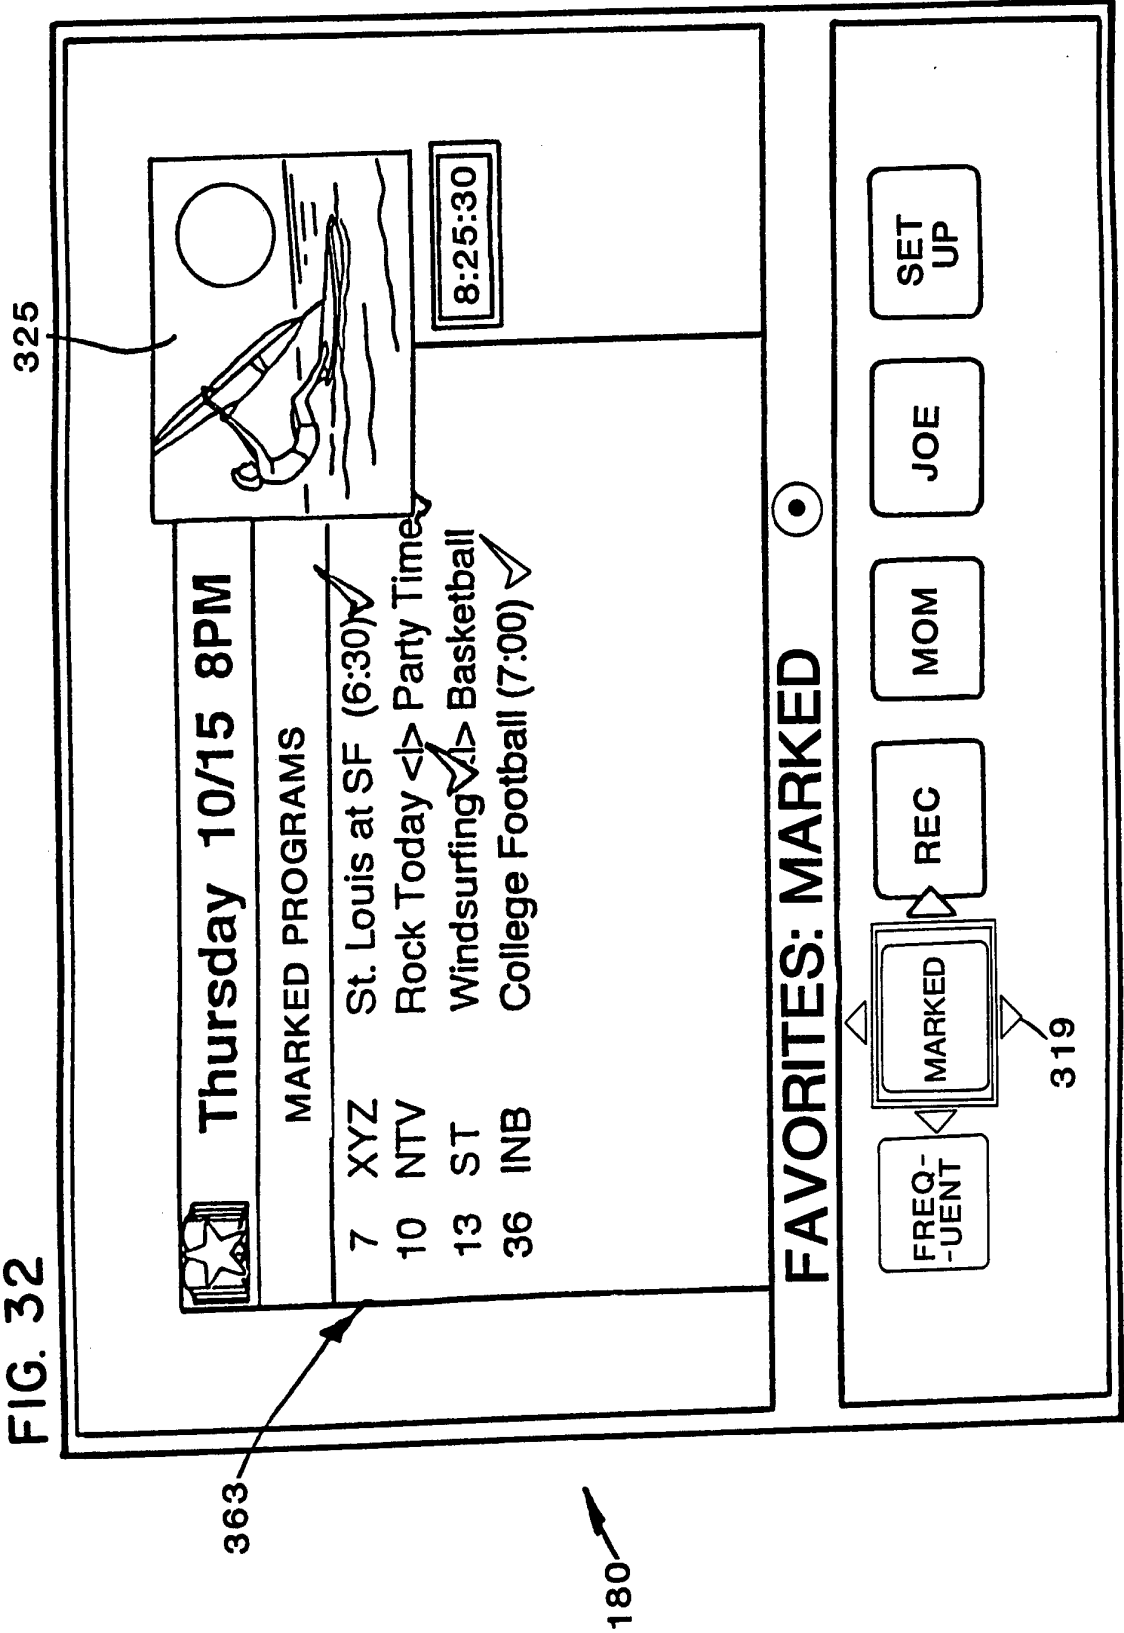 FIG. 32
325
363
180
Thursday 10/15 8PM
MARKED PROGRAMS
7 XYZ St. Louis at SF (6:30)
10 NTV Rock Today <I> Party Time
13 ST Windsurfing <I> Basketball
36 INB College Football (7:00)
8:25:30
FAVORITES: MARKED
FREQ-
-UENT
MARKED
REC
MOM
JOE
SET
UP
319